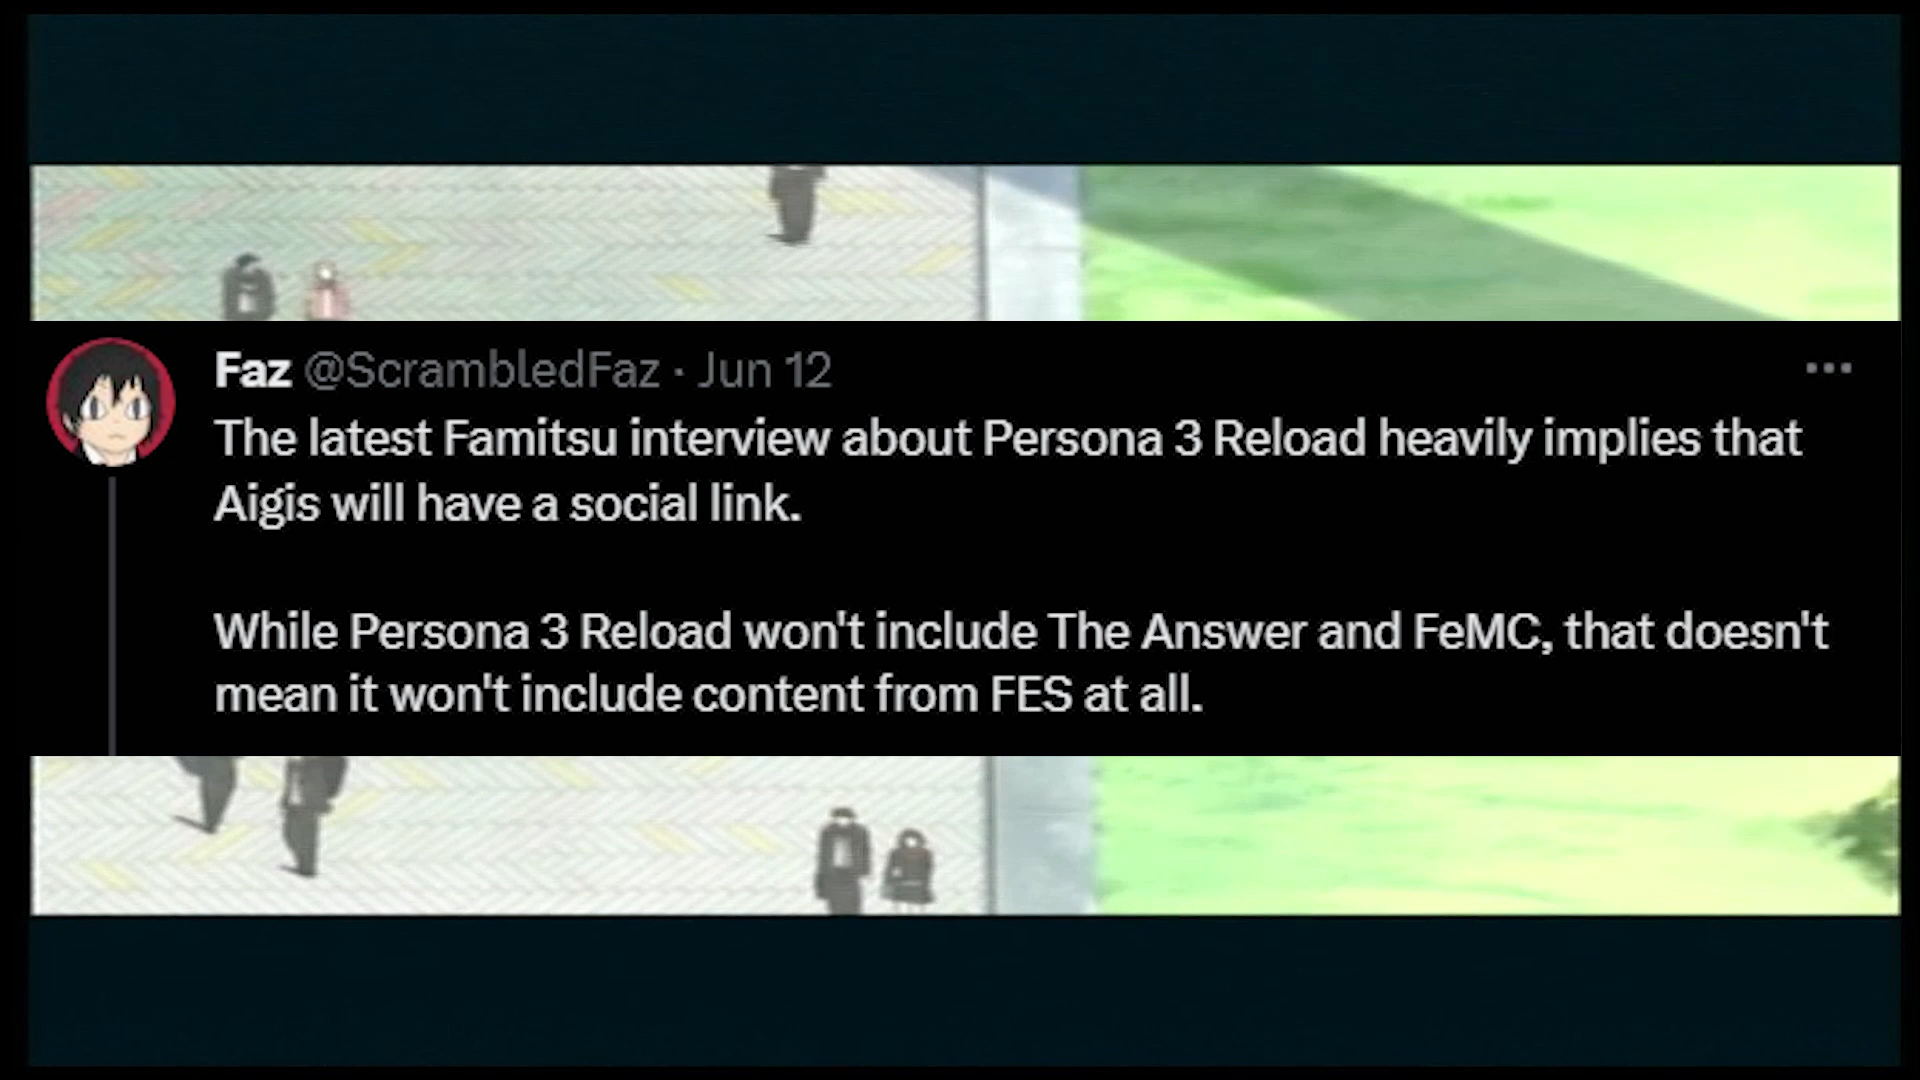 Faz @ScrambledFaz · Jun 12
The latest Famitsu interview about Persona 3 Reload heavily implies that
Aigis will have a social link.
While Persona 3 Reload won't include The Answer and FeMC, that doesn't
mean it won't include content from FES at all.